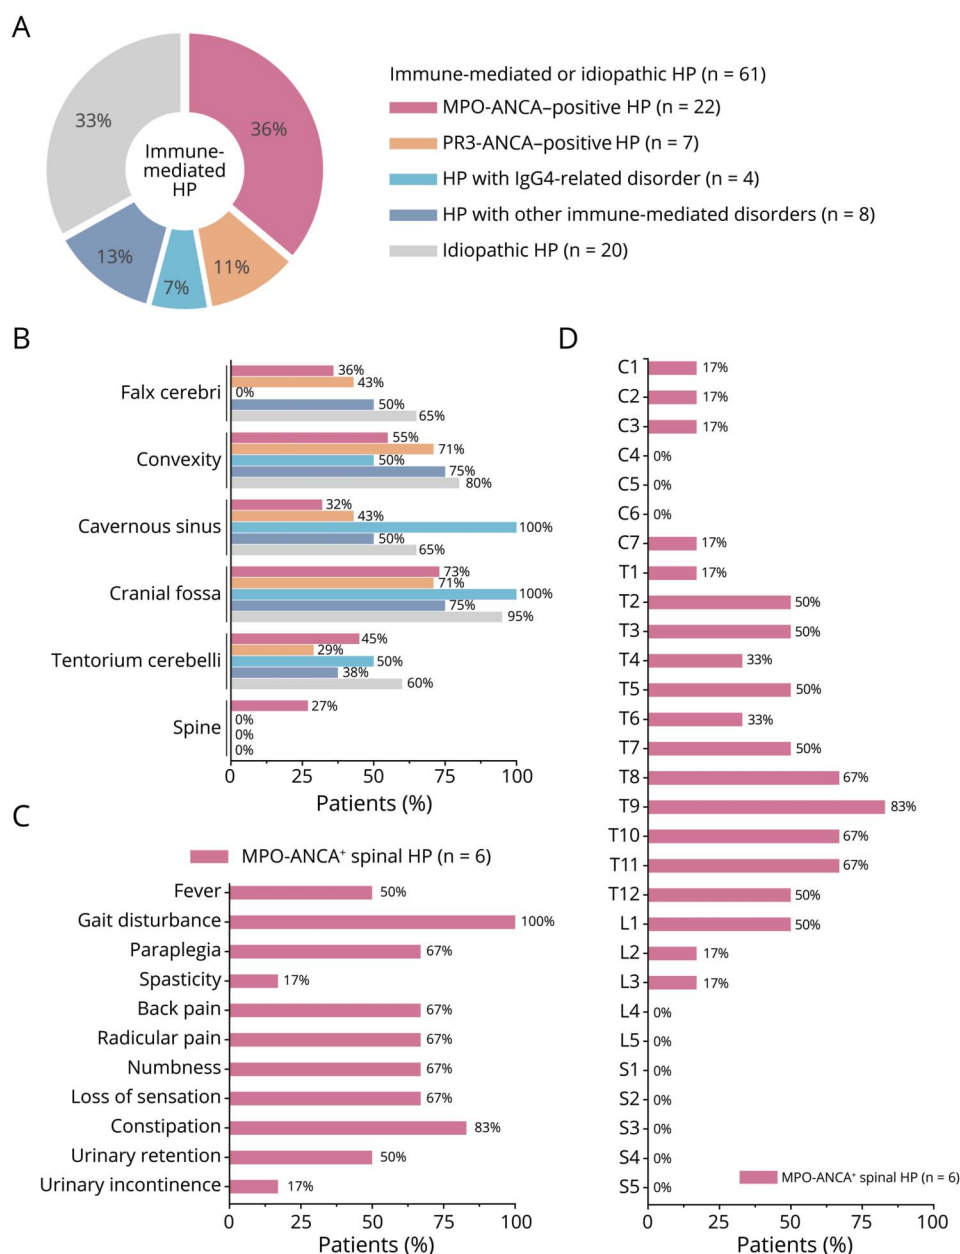 A
33%
36%
Immune-
mediated
HP
13%
7%
11%
Immune-mediated or idiopathic HP (n = 61)
MPO-ANCA–positive HP (n = 22)
PR3-ANCA–positive HP (n = 7)
HP with IgG4-related disorder (n = 4)
HP with other immune-mediated disorders (n = 8)
Idiopathic HP (n = 20)
B
Falx cerebri
36%
43%
0%
50%
65%
Convexity
55%
71%
50%
75%
80%
Cavernous sinus
32%
43%
100%
50%
65%
Cranial fossa
73%
71%
100%
75%
95%
Tentorium cerebelli
45%
29%
50%
38%
60%
Spine
27%
0%
0%
0%
0 25 50 75 100
Patients (%)
C
MPO-ANCA⁺ spinal HP (n = 6)
Fever 50%
Gait disturbance 100%
Paraplegia 67%
Spasticity 17%
Back pain 67%
Radicular pain 67%
Numbness 67%
Loss of sensation 67%
Constipation 83%
Urinary retention 50%
Urinary incontinence 17%
0 25 50 75 100
Patients (%)
D
C1 17%
C2 17%
C3 17%
C4 0%
C5 0%
C6 0%
C7 17%
T1 17%
T2 50%
T3 50%
T4 33%
T5 50%
T6 33%
T7 50%
T8 67%
T9 83%
T10 67%
T11 67%
T12 50%
L1 50%
L2 17%
L3 17%
L4 0%
L5 0%
S1 0%
S2 0%
S3 0%
S4 0%
S5 0%
MPO-ANCA⁺ spinal HP (n = 6)
0 25 50 75 100
Patients (%)